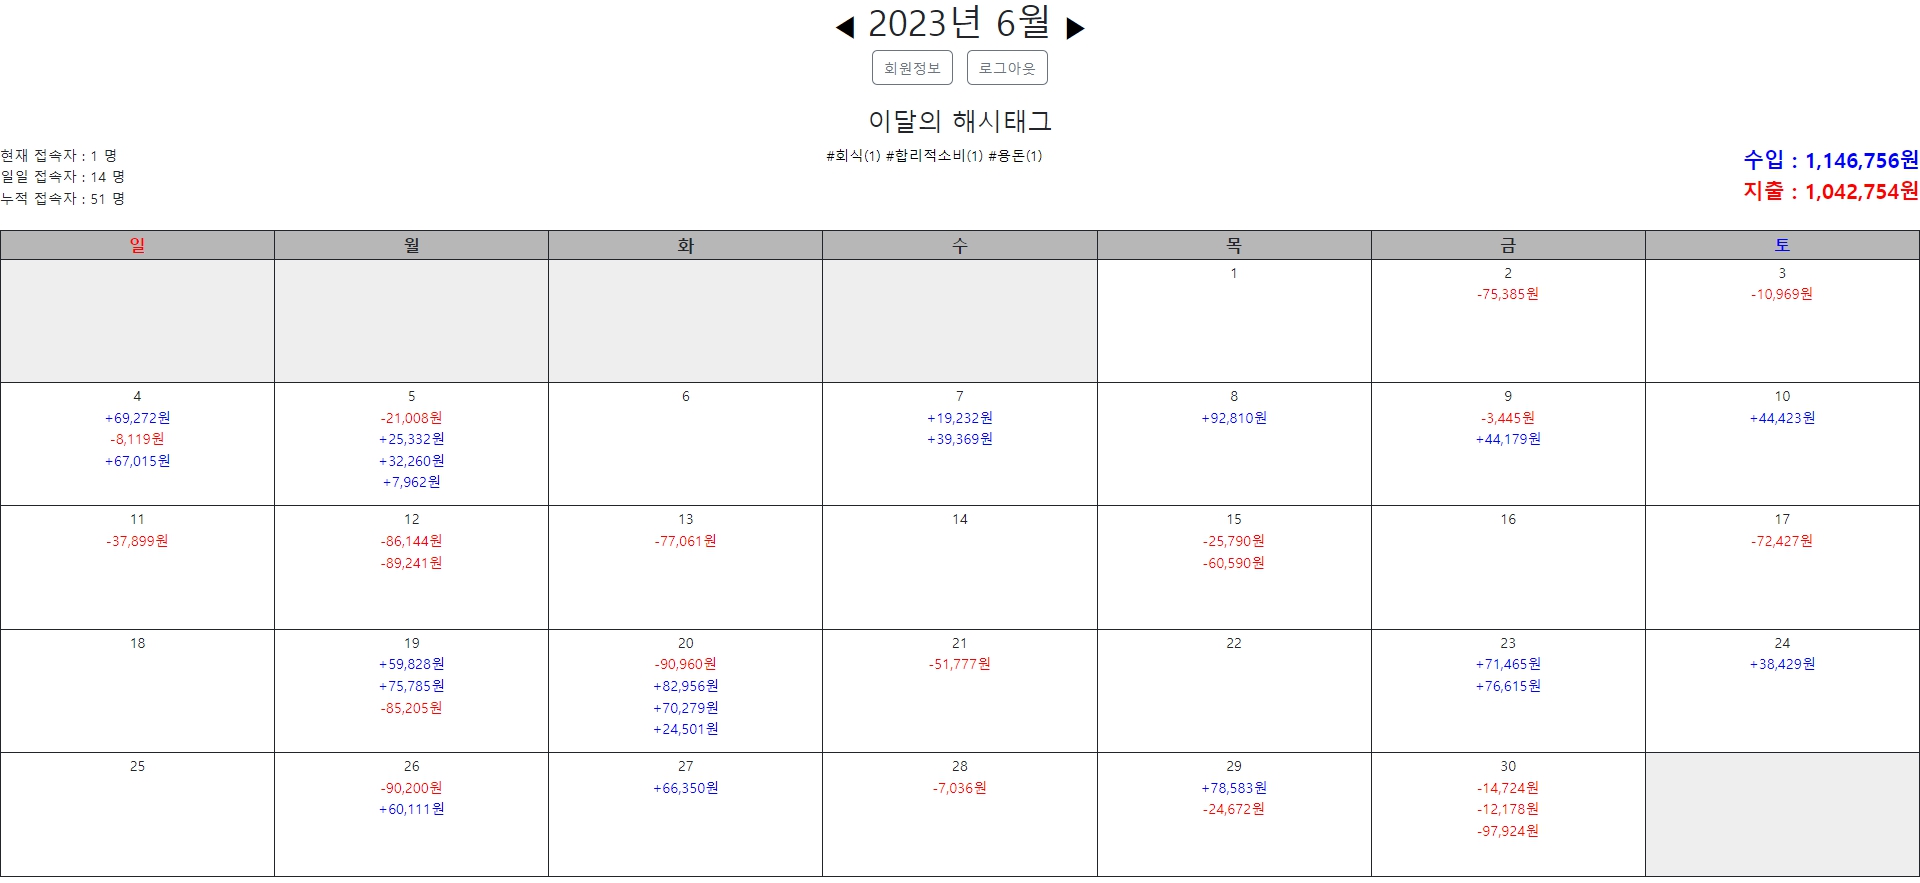 ◀ 2023년 6월 ▶
회원정보 로그아웃
이달의 해시태그
현재 접속자 : 1 명
일일 접속자 : 14 명
누적 접속자 : 51 명
#회식(1) #합리적소비(1) #용돈(1)
수입 : 1,146,756원
지출 : 1,042,754원
일 월 화 수 목 금 토
1
2
-75,385원
3
-10,969원
4
+69,272원
-8,119원
+67,015원
5
-21,008원
+25,332원
+32,260원
+7,962원
6
7
+19,232원
+39,369원
8
+92,810원
9
-3,445원
+44,179원
10
+44,423원
11
-37,899원
12
-86,144원
-89,241원
13
-77,061원
14
15
-25,790원
-60,590원
16
17
-72,427원
18
19
+59,828원
+75,785원
-85,205원
20
-90,960원
+82,956원
+70,279원
+24,501원
21
-51,777원
22
23
+71,465원
+76,615원
24
+38,429원
25
26
-90,200원
+60,111원
27
+66,350원
28
-7,036원
29
+78,583원
-24,672원
30
-14,724원
-12,178원
-97,924원